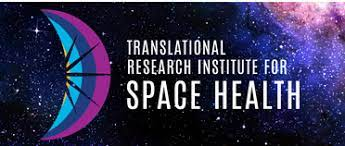 TRANSLATIONAL
RESEARCH INSTITUTE FOR
SPACE HEALTH